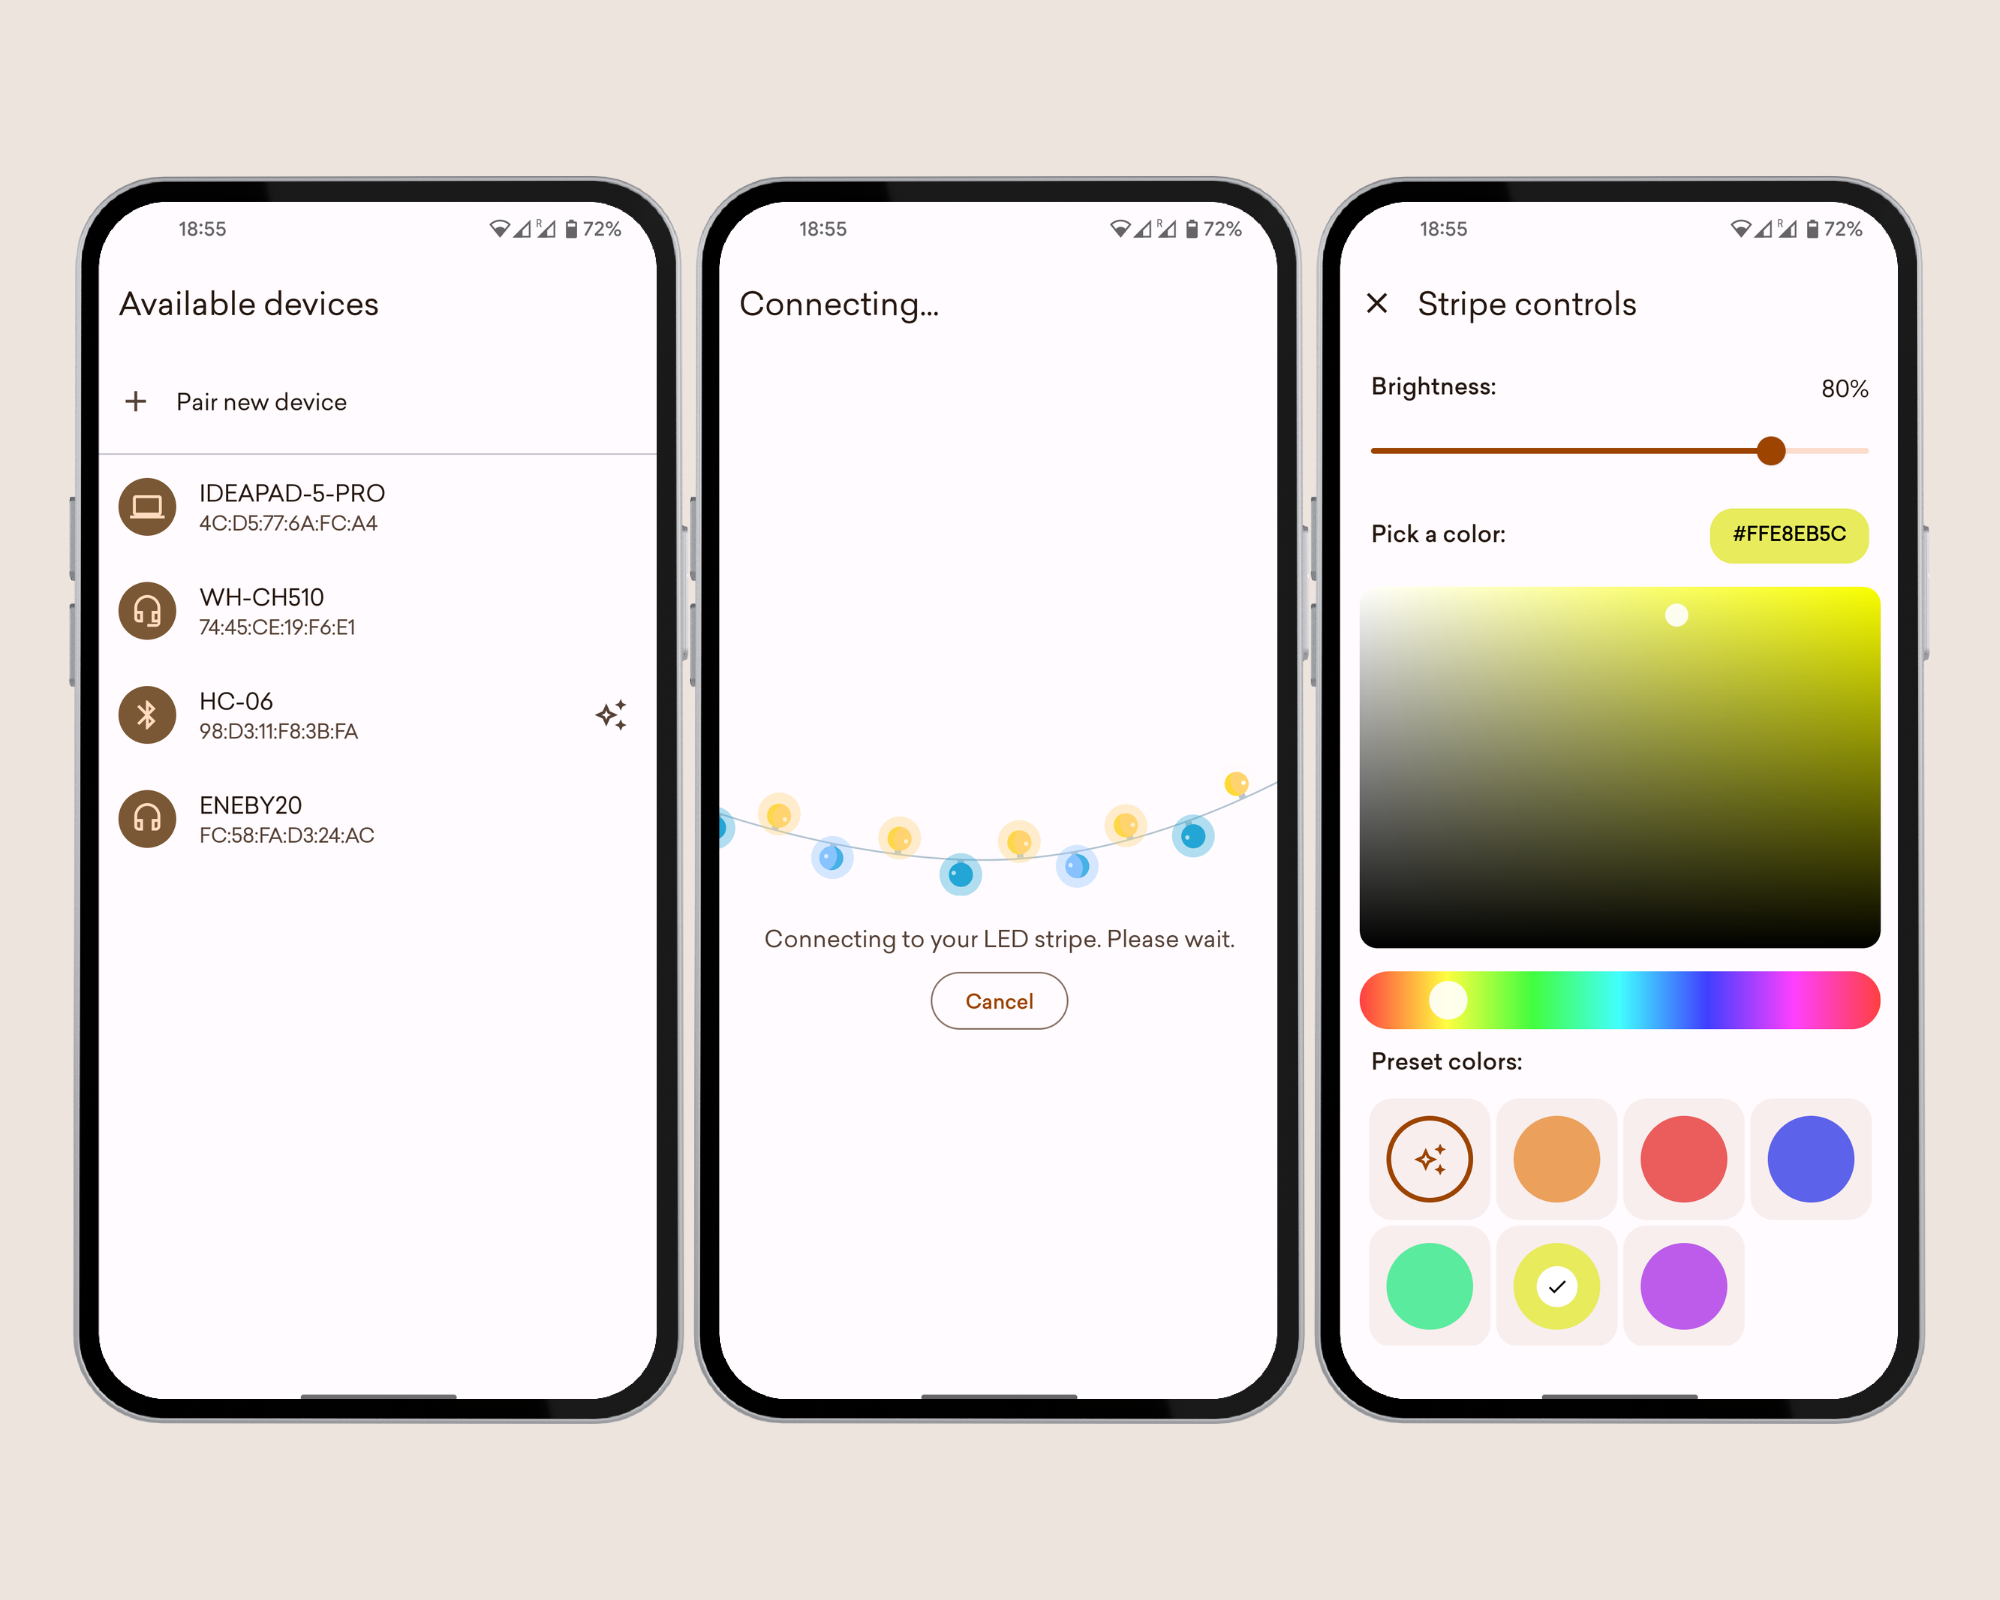 18:55
R
72%
Available devices
Pair new device
IDEAPAD-5-PRO
4C:D5:77:6A:FC:A4
WH-CH510
74:45:CE:19:F6:E1
HC-06
98:D3:11:F8:3B:FA
ENEBY20
FC:58:FA:D3:24:AC
18:55
R
72%
Connecting...
Connecting to your LED stripe. Please wait.
Cancel
18:55
R
72%
Stripe controls
Brightness:
80%
Pick a color:
#FFE8EB5C
Preset colors: